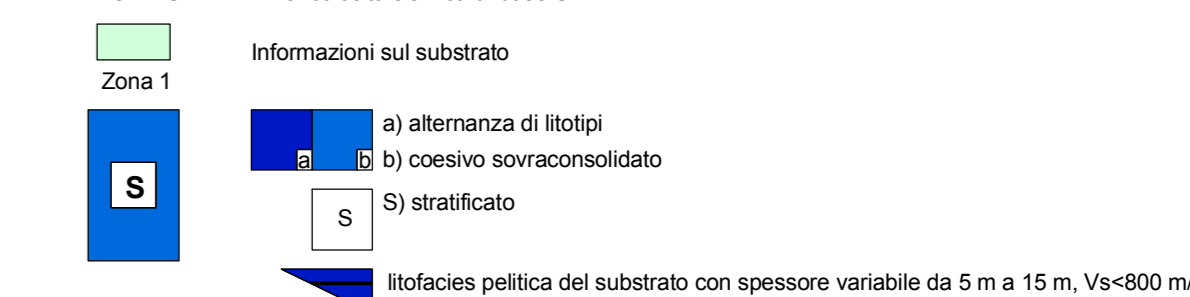 Informazioni sul substrato
Zona 1
a) alternanza di litotipi
a b b) coesivo sovraconsolidato
S
S S) stratificato
litofacies pelitica del substrato con spessore variabile da 5 m a 15 m, Vs<800 m/